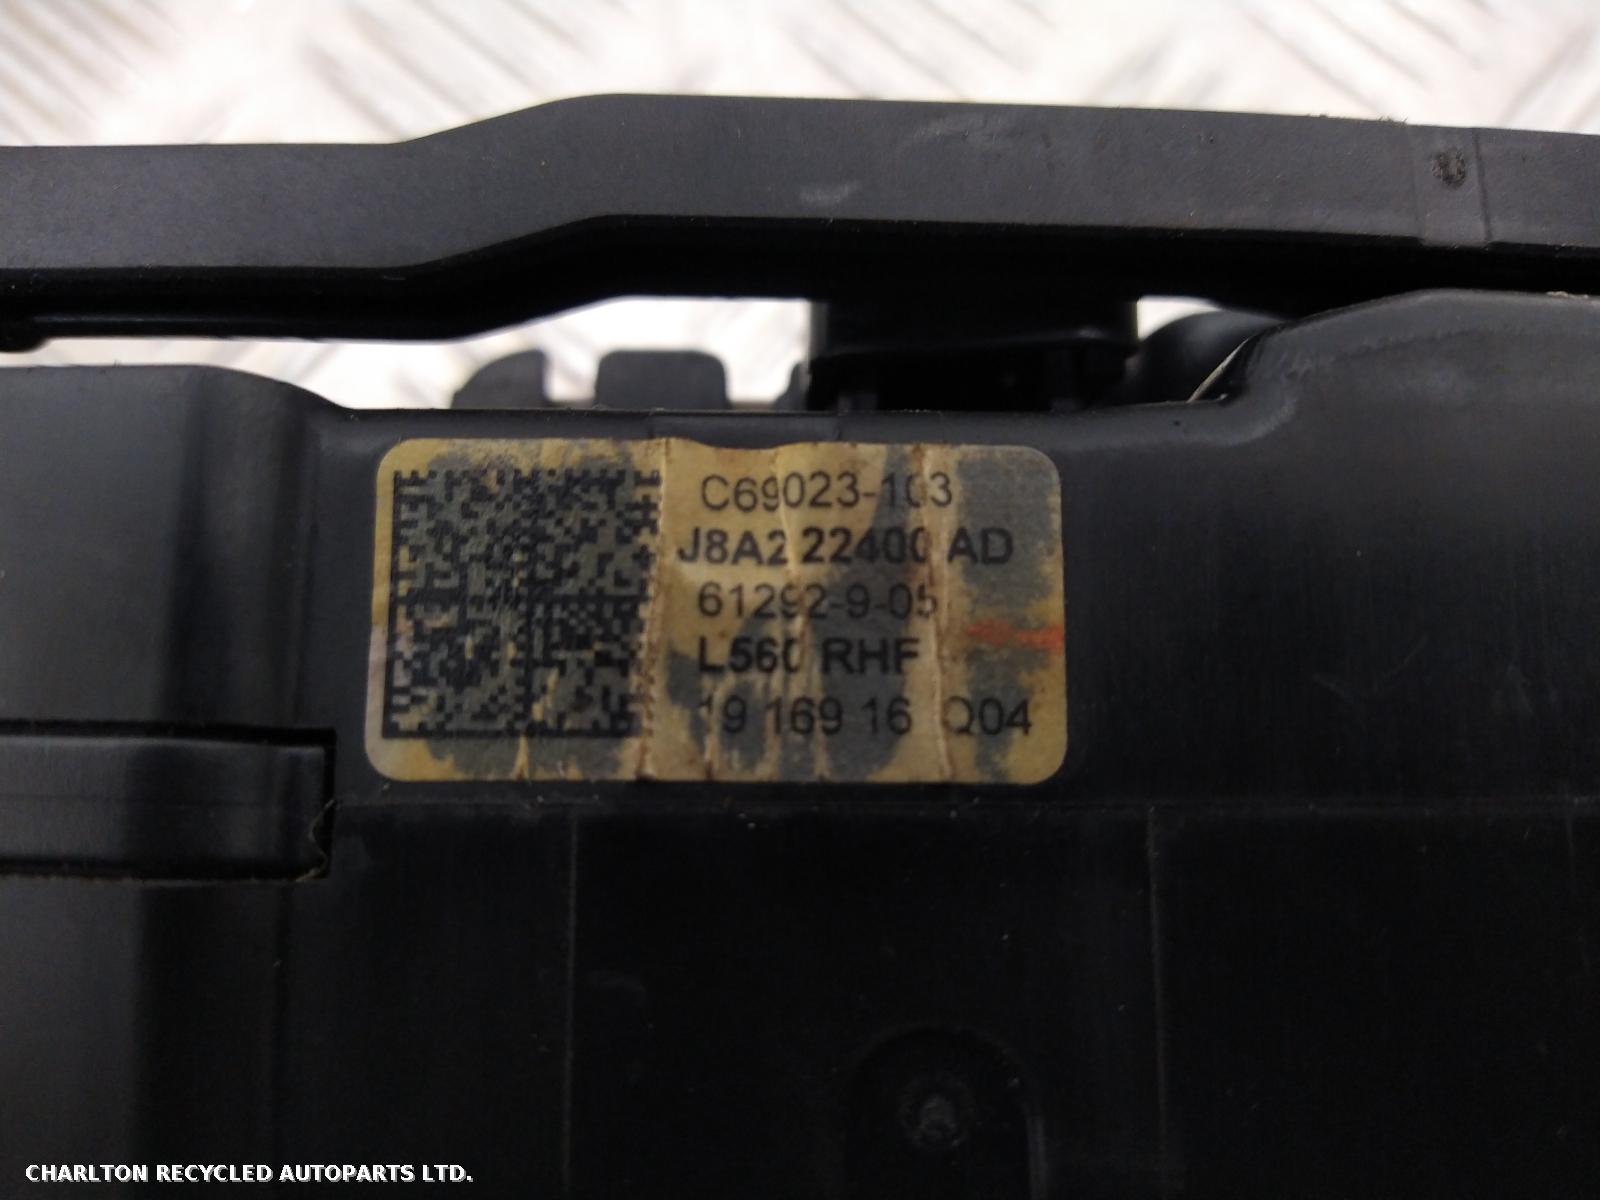 C69023-103
J8A2 22400 AD
61292-9-05
L560 RHF
19 169 16 Q04
CHARLTON RECYCLED AUTOPARTS LTD.